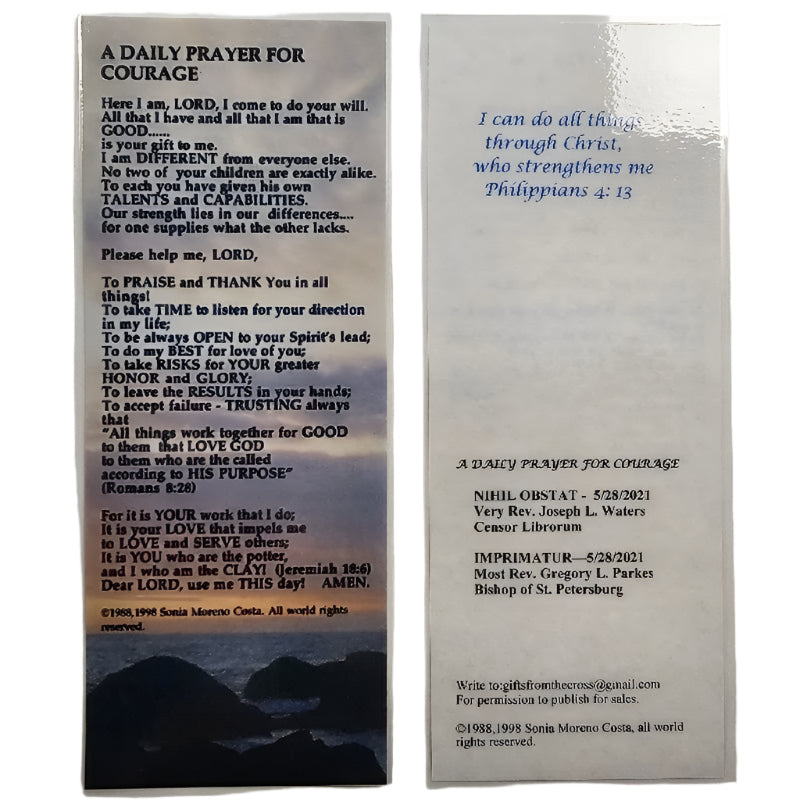 A DAILY PRAYER FOR
COURAGE
Here I am, LORD, I come to do your will.
All that I have and all that I am that is
GOOD......
is your gift to me.
I am DIFFERENT from everyone else.
No two of your children are exactly alike.
To each you have given his own
TALENTS and CAPABILITIES.
Our strength lies in our differences....
for one supplies what the other lacks.
Please help me, LORD,
To PRAISE and THANK You in all
things!
To take TIME to listen for your direction
in my life;
To be always OPEN to your Spirit's lead;
To do my BEST for love of you;
To take RISKS for YOUR greater
HONOR and GLORY;
To leave the RESULTS in your hands;
To accept failure - TRUSTING always
that
"All things work together for GOOD
to them that LOVE GOD
to them who are the called
according to HIS PURPOSE"
(Romans 8:28)
For it is YOUR work that I do;
It is your LOVE that impels me
to LOVE and SERVE others;
It is YOU who are the potter,
and I who am the CLAY! (Jeremiah 18:6)
Dear LORD, use me THIS day! AMEN.
©1988,1998 Sonia Moreno Costa. All world rights
reserved.
I can do all things
through Christ,
who strengthens me
Philippians 4: 13
A DAILY PRAYER FOR COURAGE
NIHIL OBSTAT - 5/28/2021
Very Rev. Joseph L. Waters
Censor Librorum
IMPRIMATUR—5/28/2021
Most Rev. Gregory L. Parkes
Bishop of St. Petersburg
Write to:giftsfromthecross@gmail.com
For permission to publish for sales.
©1988,1998 Sonia Moreno Costa, all world
rights reserved.